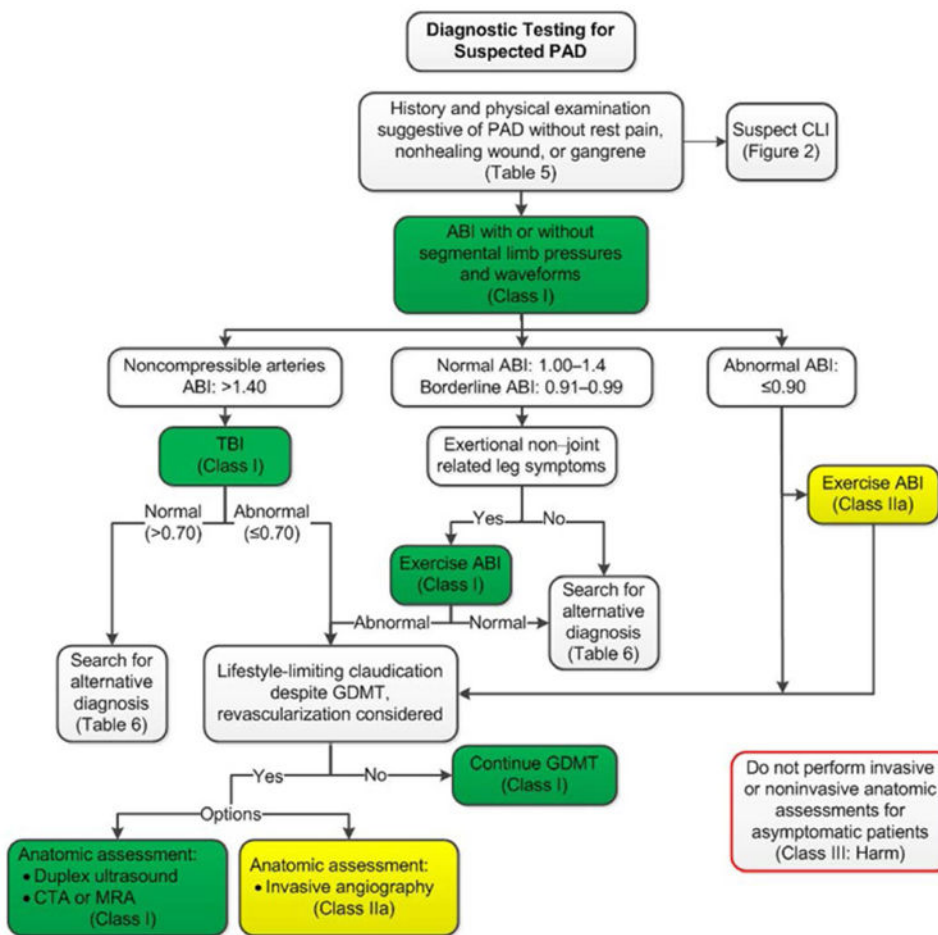 Diagnostic Testing for
Suspected PAD
History and physical examination
suggestive of PAD without rest pain,
nonhealing wound, or gangrene
(Table 5)
Suspect CLI
(Figure 2)
ABI with or without
segmental limb pressures
and waveforms
(Class I)
Noncompressible arteries
ABI: >1.40
Normal ABI: 1.00–1.4
Borderline ABI: 0.91–0.99
Abnormal ABI:
≤0.90
TBI
(Class I)
Exertional non–joint
related leg symptoms
Exercise ABI
(Class IIa)
Normal
(>0.70)
Abnormal
(≤0.70)
Yes
No
Exercise ABI
(Class I)
Search for
alternative
diagnosis
(Table 6)
Abnormal
Normal
Search for
alternative
diagnosis
(Table 6)
Lifestyle-limiting claudication
despite GDMT,
revascularization considered
Yes
No
Continue GDMT
(Class I)
Options
Anatomic assessment:
• Duplex ultrasound
• CTA or MRA
(Class I)
Anatomic assessment:
• Invasive angiography
(Class IIa)
Do not perform invasive
or noninvasive anatomic
assessments for
asymptomatic patients
(Class III: Harm)